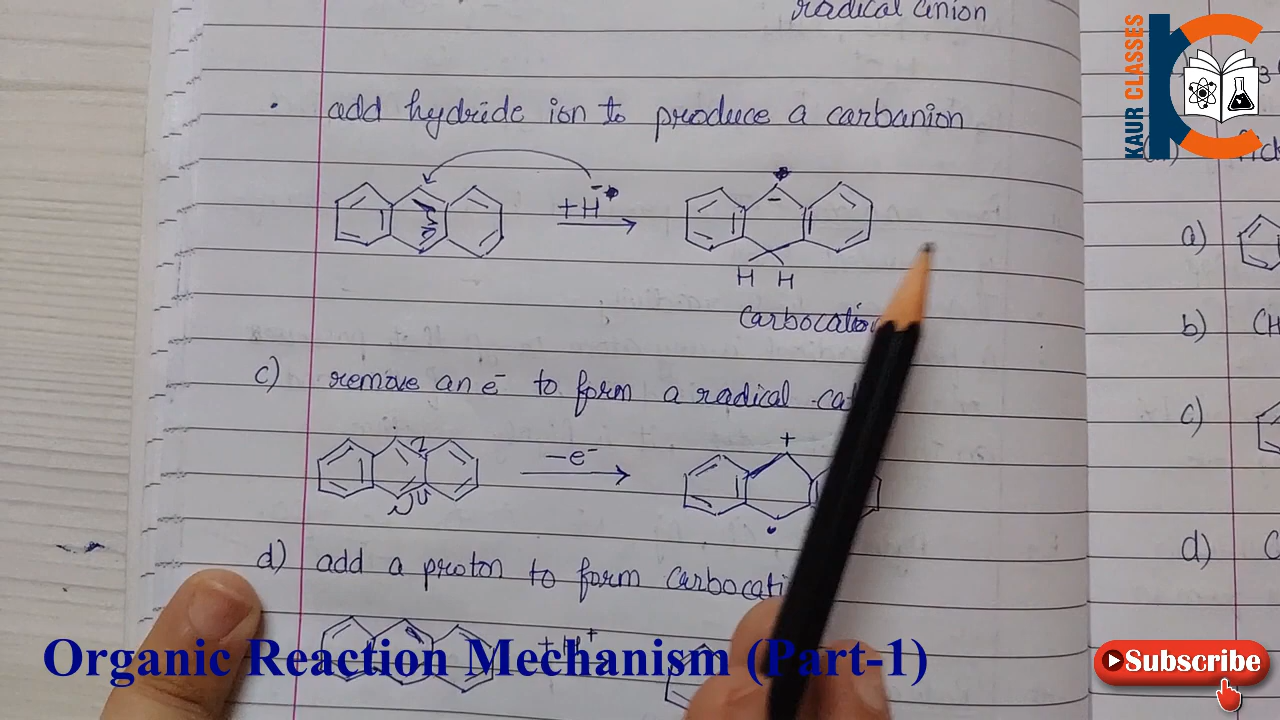 radical anion
KAUR CLASSES
• add hydride ion to produce a carbanion
+H⁻
H H
Carbocation
c) remove an e⁻ to form a radical
−e⁻
+
d) add a proton to form
+H⁺
a)
b) CH
c)
d) C
Organic Reaction Mechanism (Part-1)
Subscribe